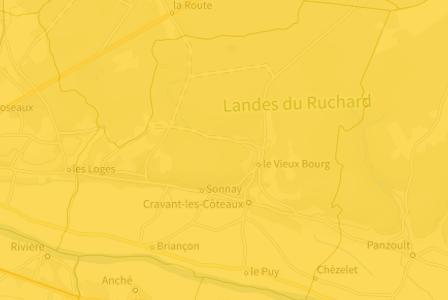 la Route
Landes du Ruchard
oseaux
le Vieux Bourg
les Loges
Sonnay
Cravant-les-Côteaux
Rivière
Briançon
Panzoult
le Puy
Chézelet
Anché